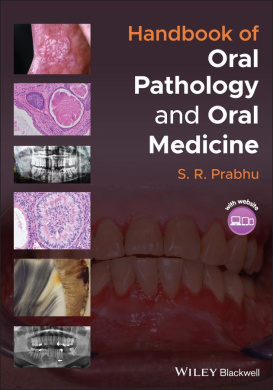 Handbook of
Oral
Pathology
and Oral
Medicine
S. R. Prabhu
with website
WILEY Blackwell